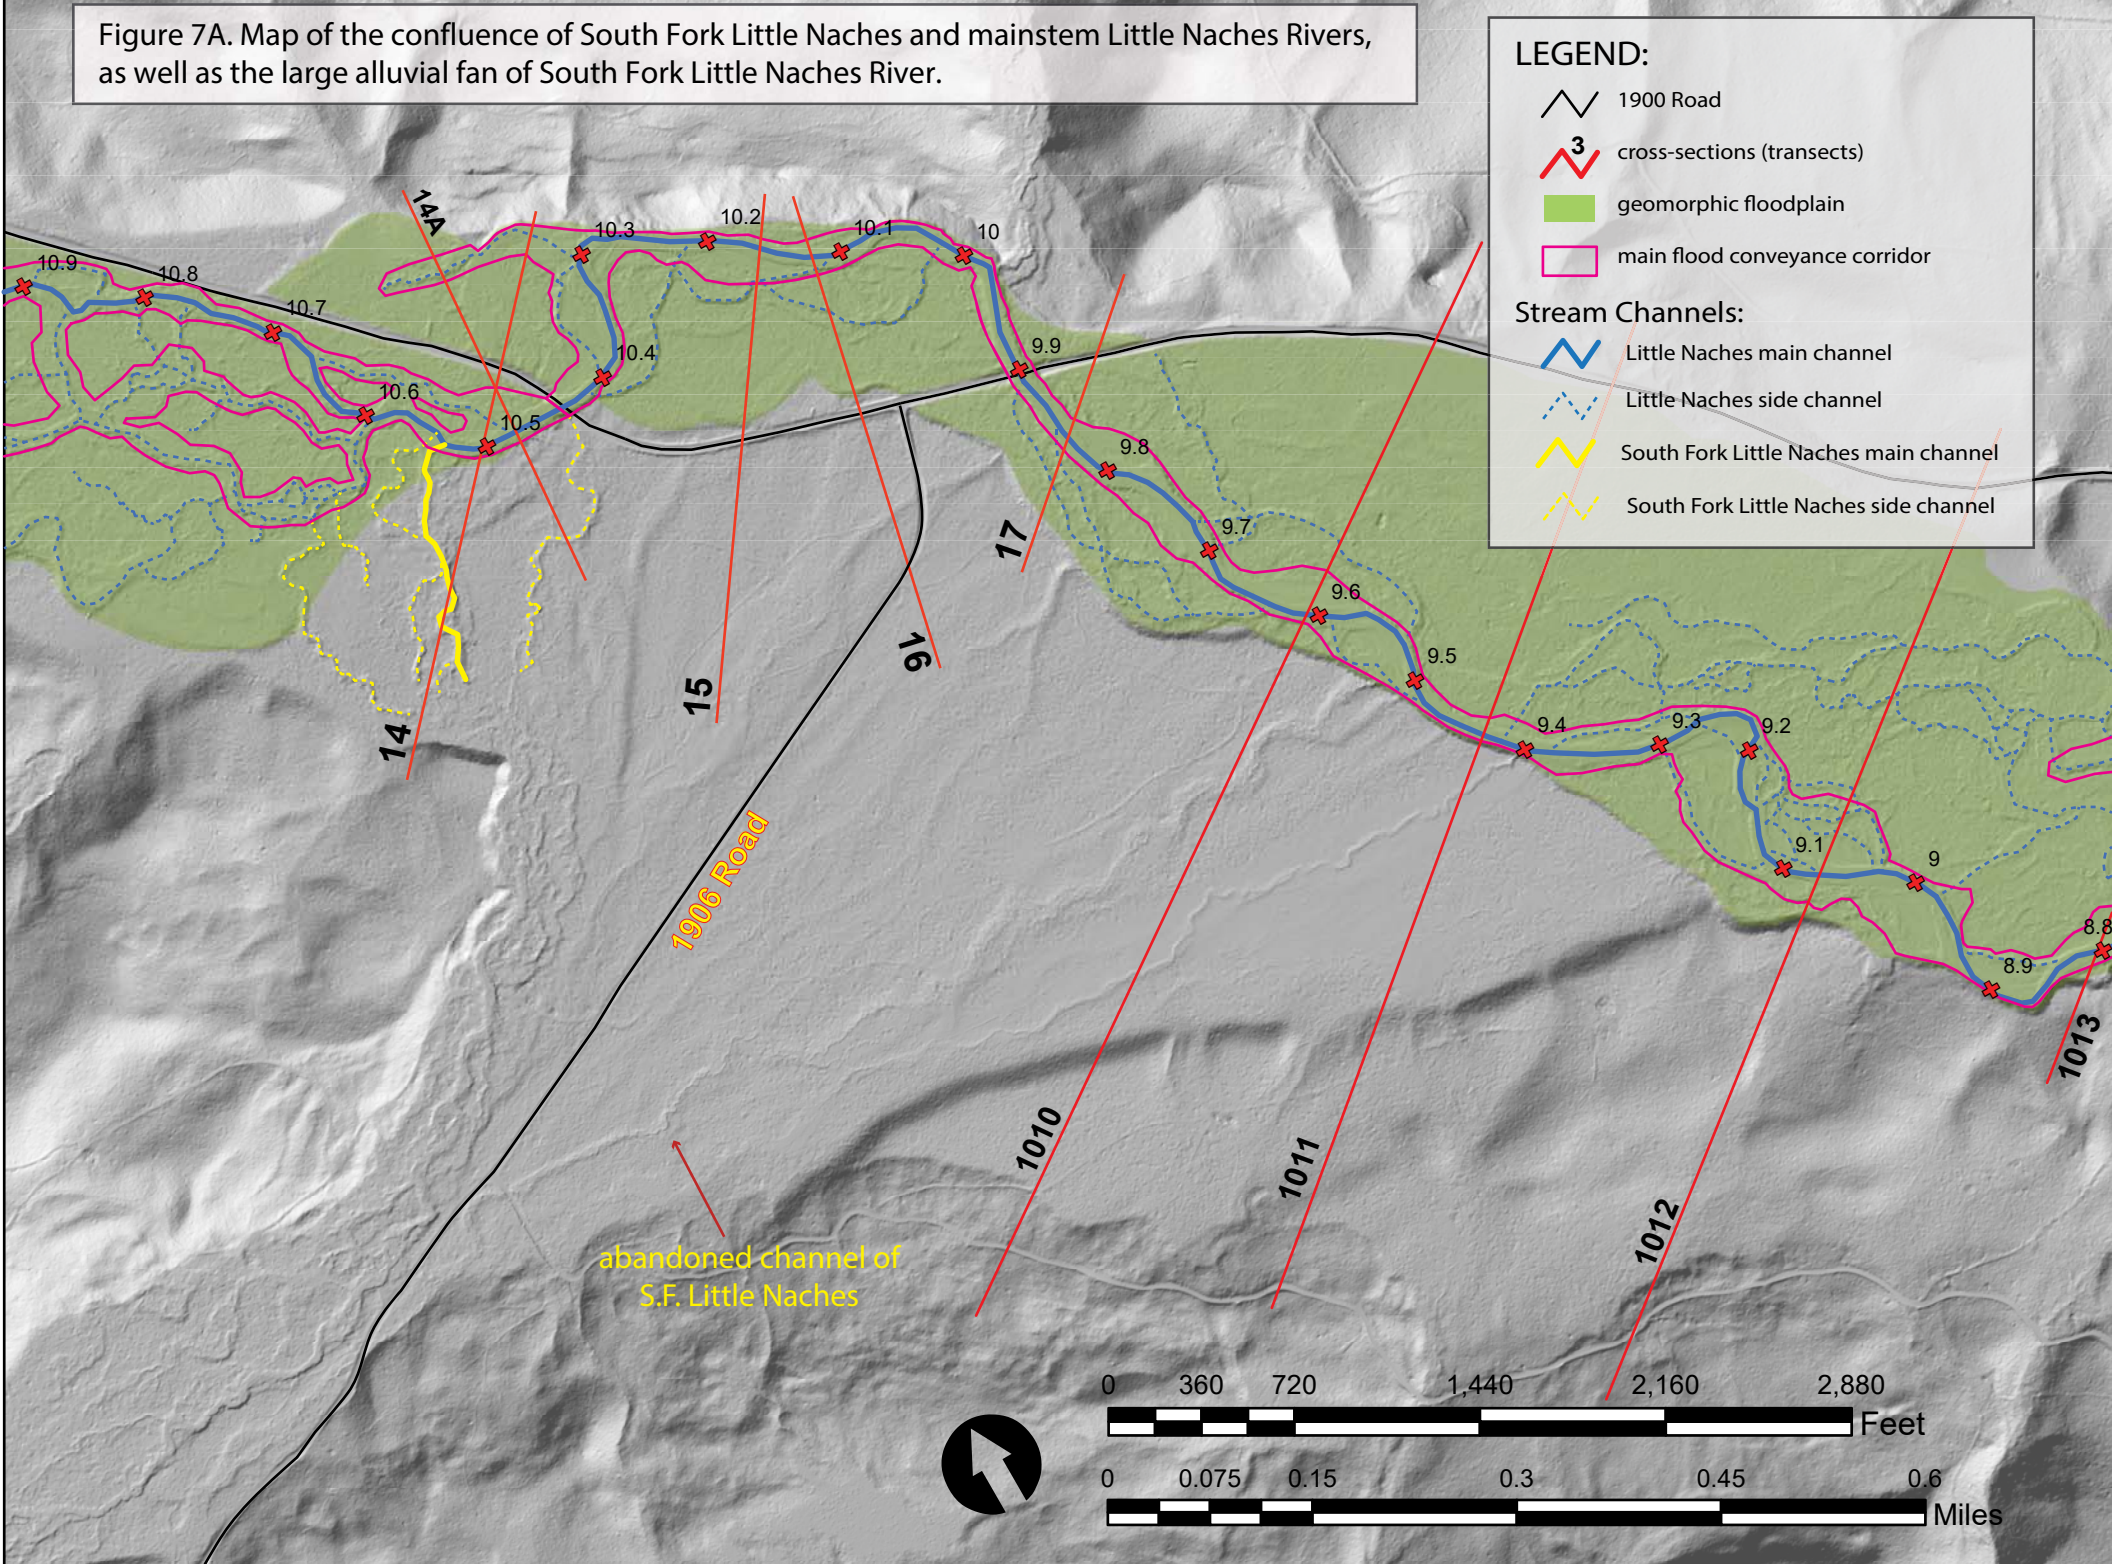 Figure 7A. Map of the confluence of South Fork Little Naches and mainstem Little Naches Rivers,
as well as the large alluvial fan of South Fork Little Naches River.
LEGEND:
1900 Road
3
cross-sections (transects)
geomorphic floodplain
main flood conveyance corridor
Stream Channels:
Little Naches main channel
Little Naches side channel
South Fork Little Naches main channel
South Fork Little Naches side channel
14A
10.9
10.8
10.7
10.6
10.5
10.4
10.3
10.2
10.1
10
9.9
9.8
9.7
9.6
9.5
9.4
9.3
9.2
9.1
9
8.9
8.8
14
15
16
17
1010
1011
1012
1013
1906 Road
abandoned channel of
S.F. Little Naches
0 360 720 1,440 2,160 2,880
Feet
0 0.075 0.15 0.3 0.45 0.6
Miles